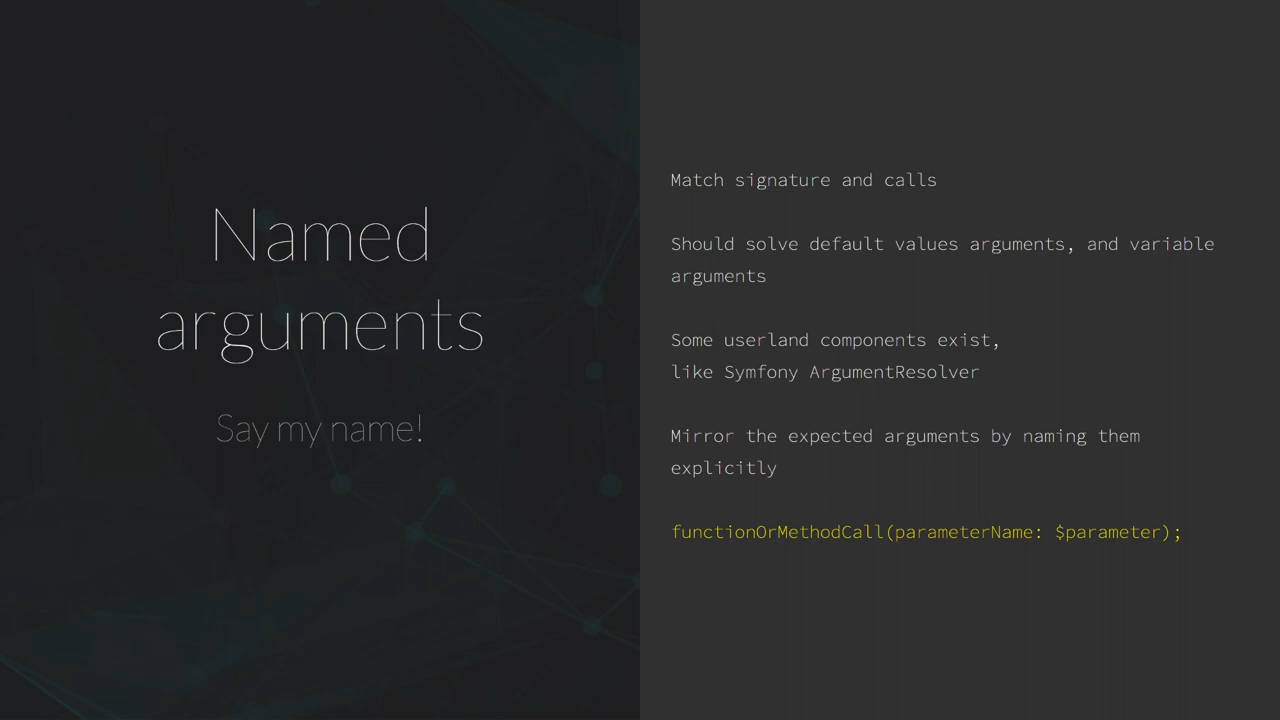 Named
arguments
Say my name!
Match signature and calls
Should solve default values arguments, and variable
arguments
Some userland components exist,
like Symfony ArgumentResolver
Mirror the expected arguments by naming them
explicitly
functionOrMethodCall(parameterName: $parameter);